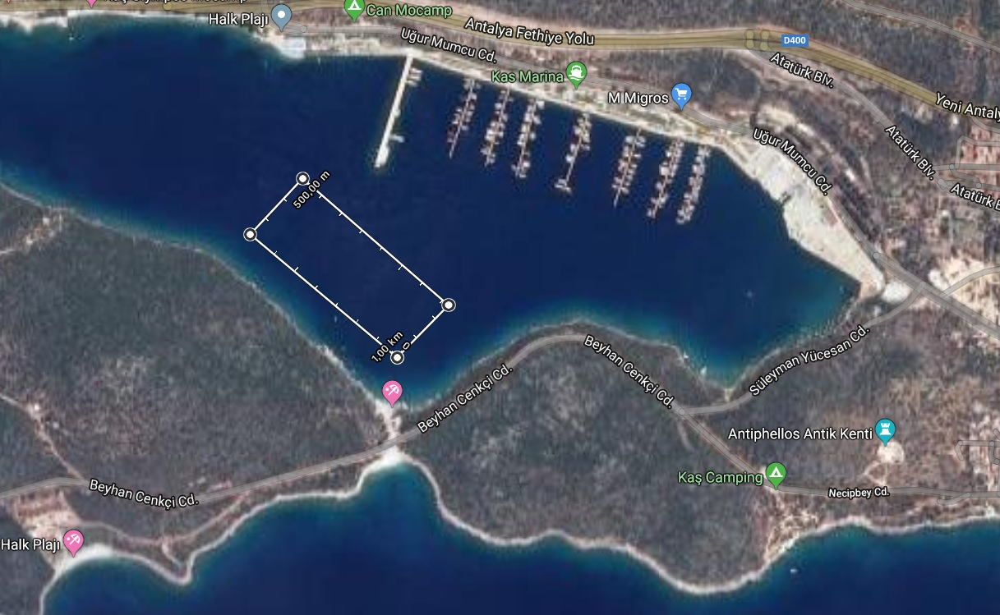 Halk Plajı
Can Mocamp
Uğur Mumcu Cd.
Antalya Fethiye Yolu
D400
Atatürk Blv.
Kas Marina
M Migros
Yeni Antaly
Uğur Mumcu Cd.
Atatürk Blv.
Atatürk B
500,00 m
1,00 km
0
Beyhan Cenkçi Cd.
Beyhan Cenkçi Cd.
Süleyman Yücesan Cd.
Antiphellos Antik Kenti
Kaş Camping
Necipbey Cd.
Beyhan Cenkçi Cd.
Halk Plajı